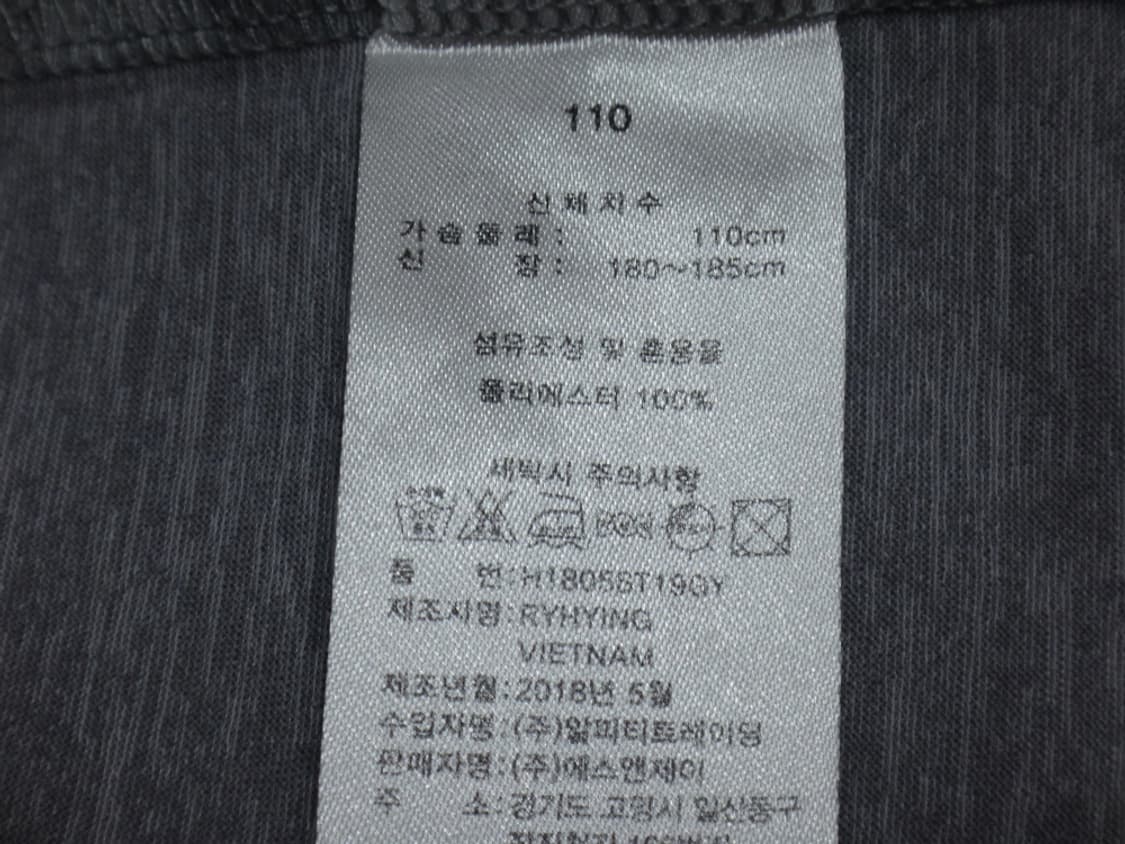 110
신체치수
가슴둘레 : 110cm
신 장 : 180~185cm
섬유조성 및 혼용율
폴리에스터 100%
세탁시 주의사항
품 번:H1805ST19GY
제조사명:RYHYING
VIETNAM
제조년월:2018년 5월
수입자명:(주)알피티트레이딩
판매자명:(주)에스앤제이
주 소:경기도 고양시 일산동구